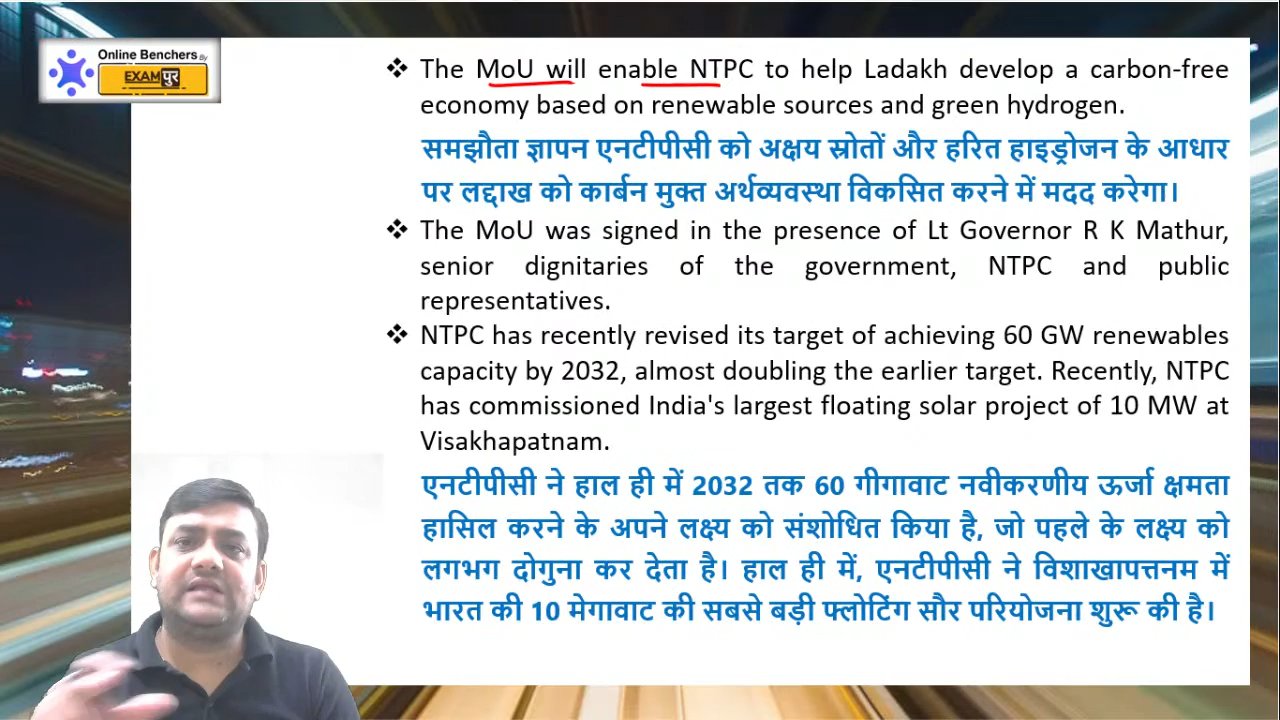 Online Benchers By
EXAMपुर
❖ The MoU will enable NTPC to help Ladakh develop a carbon-free
economy based on renewable sources and green hydrogen.
समझौता ज्ञापन एनटीपीसी को अक्षय स्रोतों और हरित हाइड्रोजन के आधार
पर लद्दाख को कार्बन मुक्त अर्थव्यवस्था विकसित करने में मदद करेगा।
❖ The MoU was signed in the presence of Lt Governor R K Mathur,
senior dignitaries of the government, NTPC and public
representatives.
❖ NTPC has recently revised its target of achieving 60 GW renewables
capacity by 2032, almost doubling the earlier target. Recently, NTPC
has commissioned India's largest floating solar project of 10 MW at
Visakhapatnam.
एनटीपीसी ने हाल ही में 2032 तक 60 गीगावाट नवीकरणीय ऊर्जा क्षमता
हासिल करने के अपने लक्ष्य को संशोधित किया है, जो पहले के लक्ष्य को
लगभग दोगुना कर देता है। हाल ही में, एनटीपीसी ने विशाखापत्तनम में
भारत की 10 मेगावाट की सबसे बड़ी फ्लोटिंग सौर परियोजना शुरू की है।